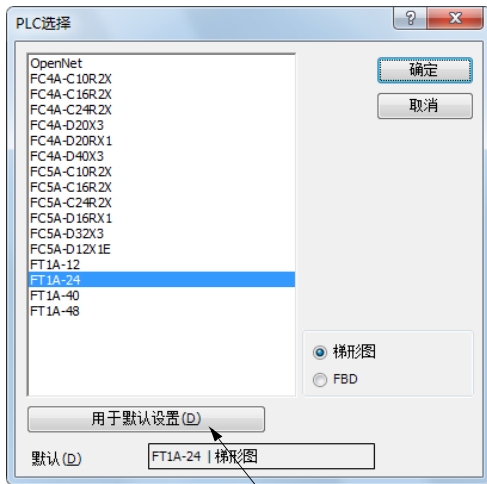 PLC选择
OpenNet
FC4A-C10R2X
FC4A-C16R2X
FC4A-C24R2X
FC4A-D20X3
FC4A-D20RX1
FC4A-D40X3
FC5A-C10R2X
FC5A-C16R2X
FC5A-C24R2X
FC5A-D16RX1
FC5A-D32X3
FC5A-D12X1E
FT1A-12
FT1A-24
FT1A-40
FT1A-48
确定
取消
梯形图
FBD
用于默认设置(D)
默认(D) FT1A-24 | 梯形图